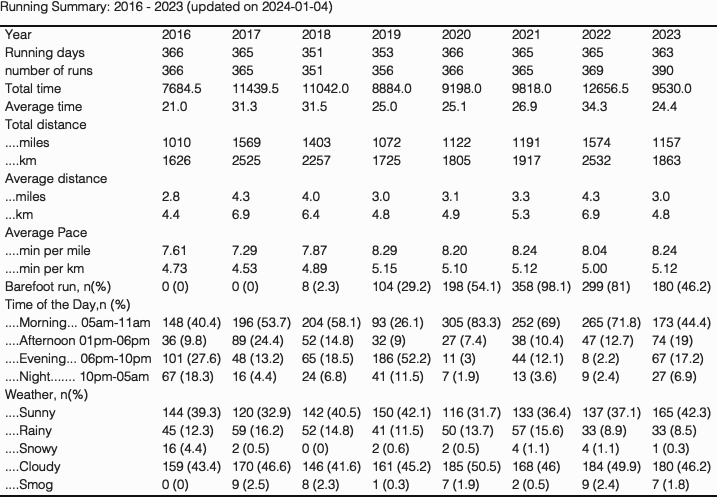 Running Summary: 2016 - 2023 (updated on 2024-01-04)
Year 2016 2017 2018 2019 2020 2021 2022 2023
Running days 366 365 351 353 366 365 365 363
number of runs 366 365 351 356 366 365 369 390
Total time 7684.5 11439.5 11042.0 8884.0 9198.0 9818.0 12656.5 9530.0
Average time 21.0 31.3 31.5 25.0 25.1 26.9 34.3 24.4
Total distance
....miles 1010 1569 1403 1072 1122 1191 1574 1157
....km 1626 2525 2257 1725 1805 1917 2532 1863
Average distance
...miles 2.8 4.3 4.0 3.0 3.1 3.3 4.3 3.0
...km 4.4 6.9 6.4 4.8 4.9 5.3 6.9 4.8
Average Pace
....min per mile 7.61 7.29 7.87 8.29 8.20 8.24 8.04 8.24
....min per km 4.73 4.53 4.89 5.15 5.10 5.12 5.00 5.12
Barefoot run, n(%) 0 (0) 0 (0) 8 (2.3) 104 (29.2) 198 (54.1) 358 (98.1) 299 (81) 180 (46.2)
Time of the Day,n (%)
....Morning... 05am-11am 148 (40.4) 196 (53.7) 204 (58.1) 93 (26.1) 305 (83.3) 252 (69) 265 (71.8) 173 (44.4)
....Afternoon 01pm-06pm 36 (9.8) 89 (24.4) 52 (14.8) 32 (9) 27 (7.4) 38 (10.4) 47 (12.7) 74 (19)
....Evening... 06pm-10pm 101 (27.6) 48 (13.2) 65 (18.5) 186 (52.2) 11 (3) 44 (12.1) 8 (2.2) 67 (17.2)
....Night....... 10pm-05am 67 (18.3) 16 (4.4) 24 (6.8) 41 (11.5) 7 (1.9) 13 (3.6) 9 (2.4) 27 (6.9)
Weather, n(%)
....Sunny 144 (39.3) 120 (32.9) 142 (40.5) 150 (42.1) 116 (31.7) 133 (36.4) 137 (37.1) 165 (42.3)
....Rainy 45 (12.3) 59 (16.2) 52 (14.8) 41 (11.5) 50 (13.7) 57 (15.6) 33 (8.9) 33 (8.5)
....Snowy 16 (4.4) 2 (0.5) 0 (0) 2 (0.6) 2 (0.5) 4 (1.1) 4 (1.1) 1 (0.3)
....Cloudy 159 (43.4) 170 (46.6) 146 (41.6) 161 (45.2) 185 (50.5) 168 (46) 184 (49.9) 180 (46.2)
....Smog 0 (0) 9 (2.5) 8 (2.3) 1 (0.3) 7 (1.9) 2 (0.5) 9 (2.4) 7 (1.8)